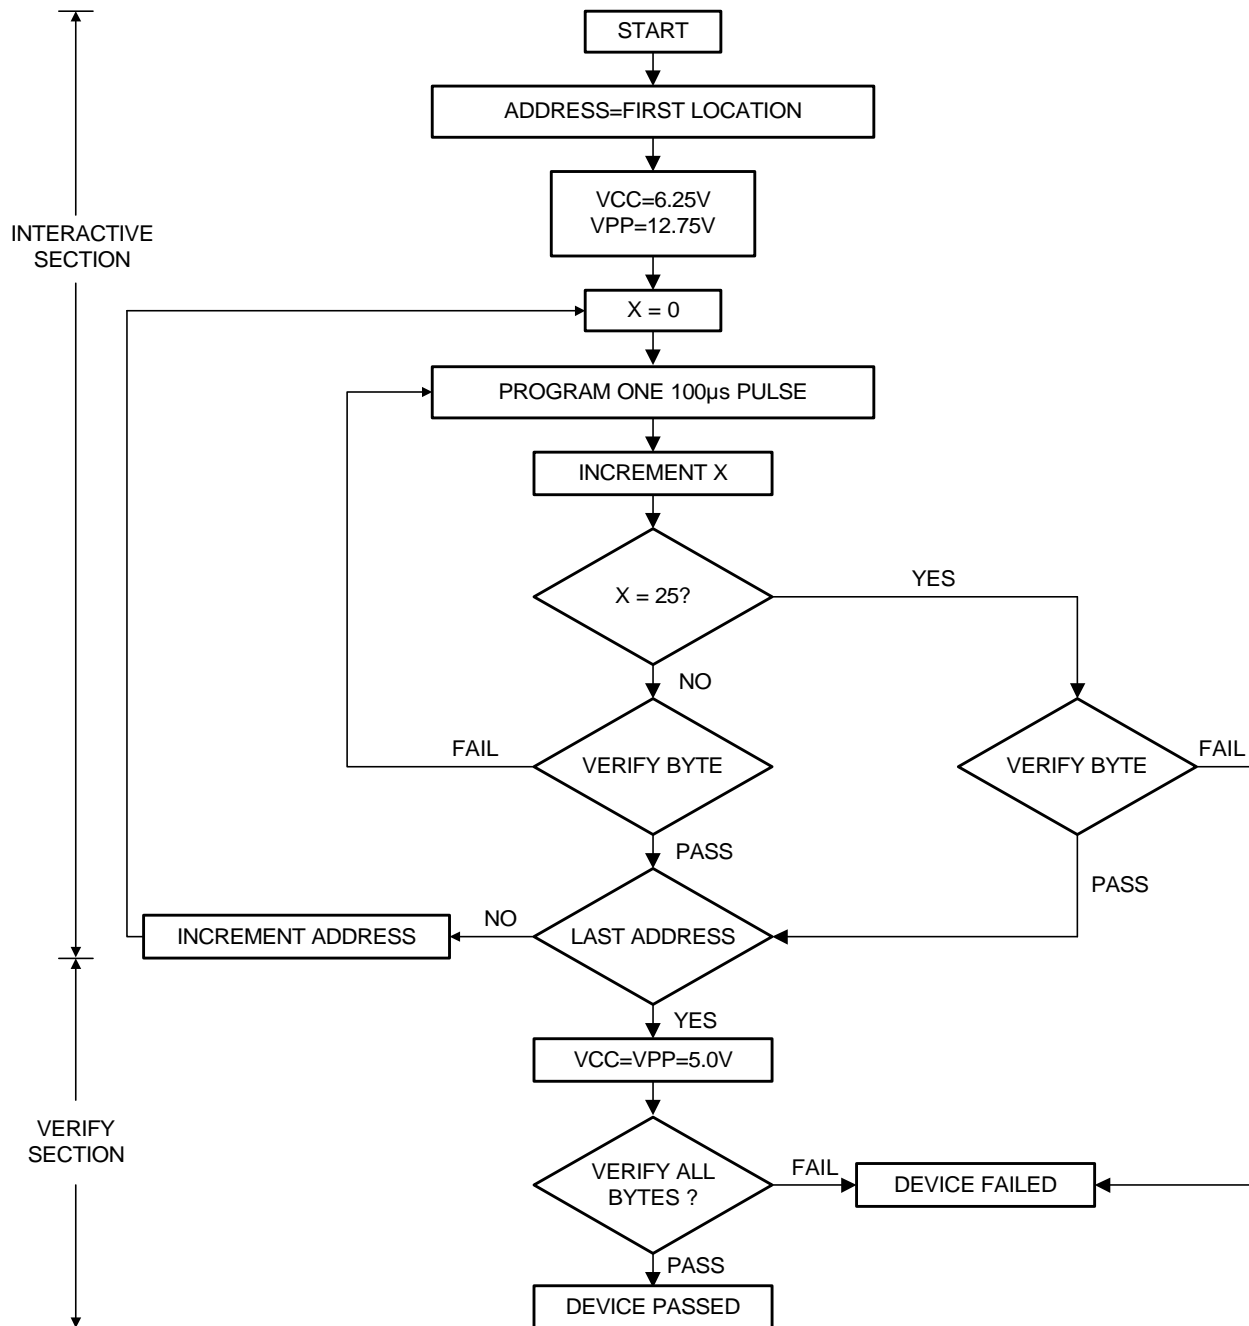 START
ADDRESS=FIRST LOCATION
VCC=6.25V
VPP=12.75V
INTERACTIVE
SECTION
X = 0
PROGRAM ONE 100µs PULSE
INCREMENT X
X = 25?
YES
NO
FAIL
VERIFY BYTE
VERIFY BYTE
FAIL
PASS
PASS
INCREMENT ADDRESS
NO
LAST ADDRESS
YES
VCC=VPP=5.0V
VERIFY
SECTION
VERIFY ALL
BYTES ?
FAIL
DEVICE FAILED
PASS
DEVICE PASSED